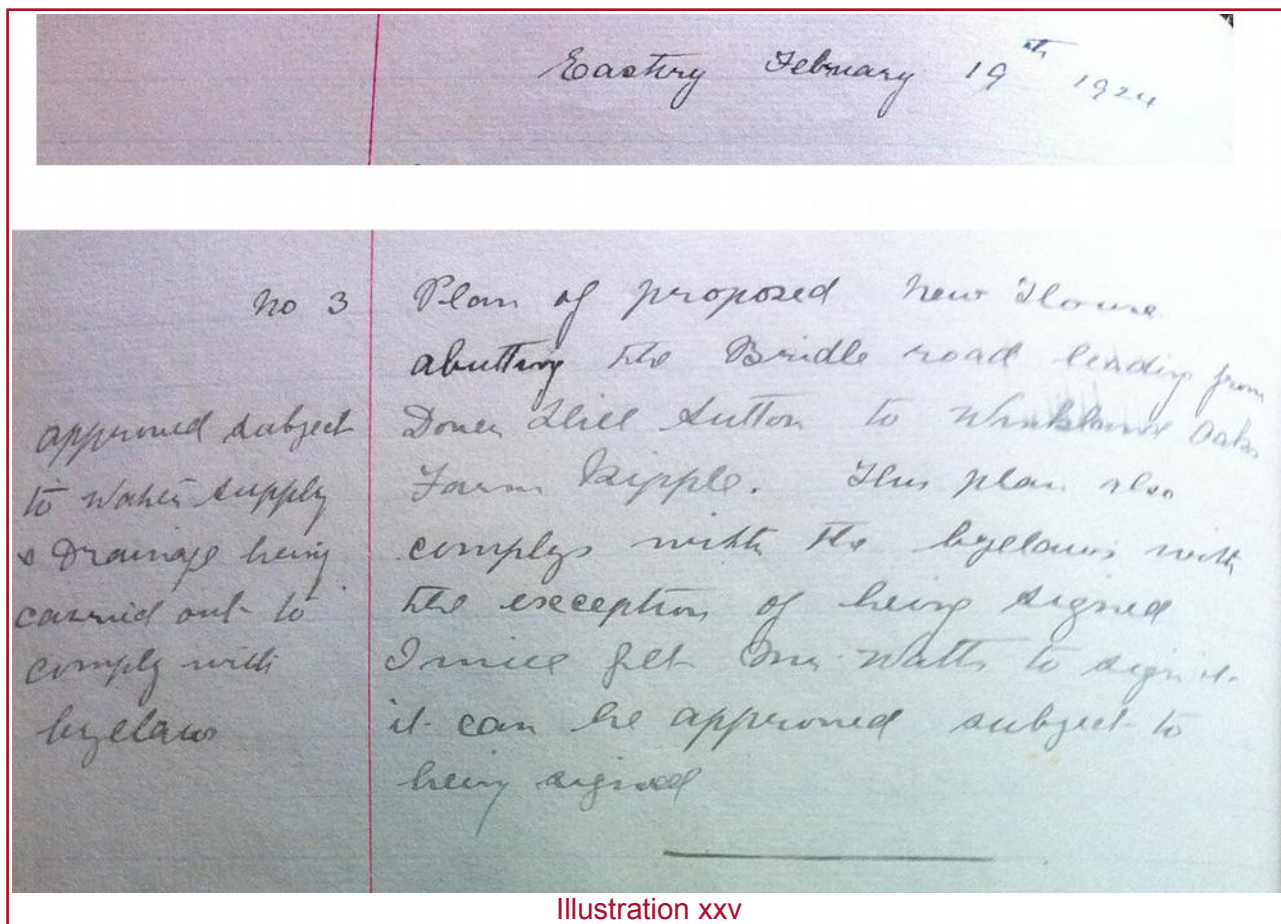 Eastry February 19th 1924
no 3
Plan of proposed new House
abutting the Bridle road leading from
Dover Hill Sutton to Winkland Oaks
Farm Ripple. This plan also
complys with the byelaws with
the exception of being signed
I will get Mr Watts to sign it.
it can be approved subject to
being signed
approved subject
to Water supply
& Drainage being
carried out to
comply with
byelaws
Illustration xxv